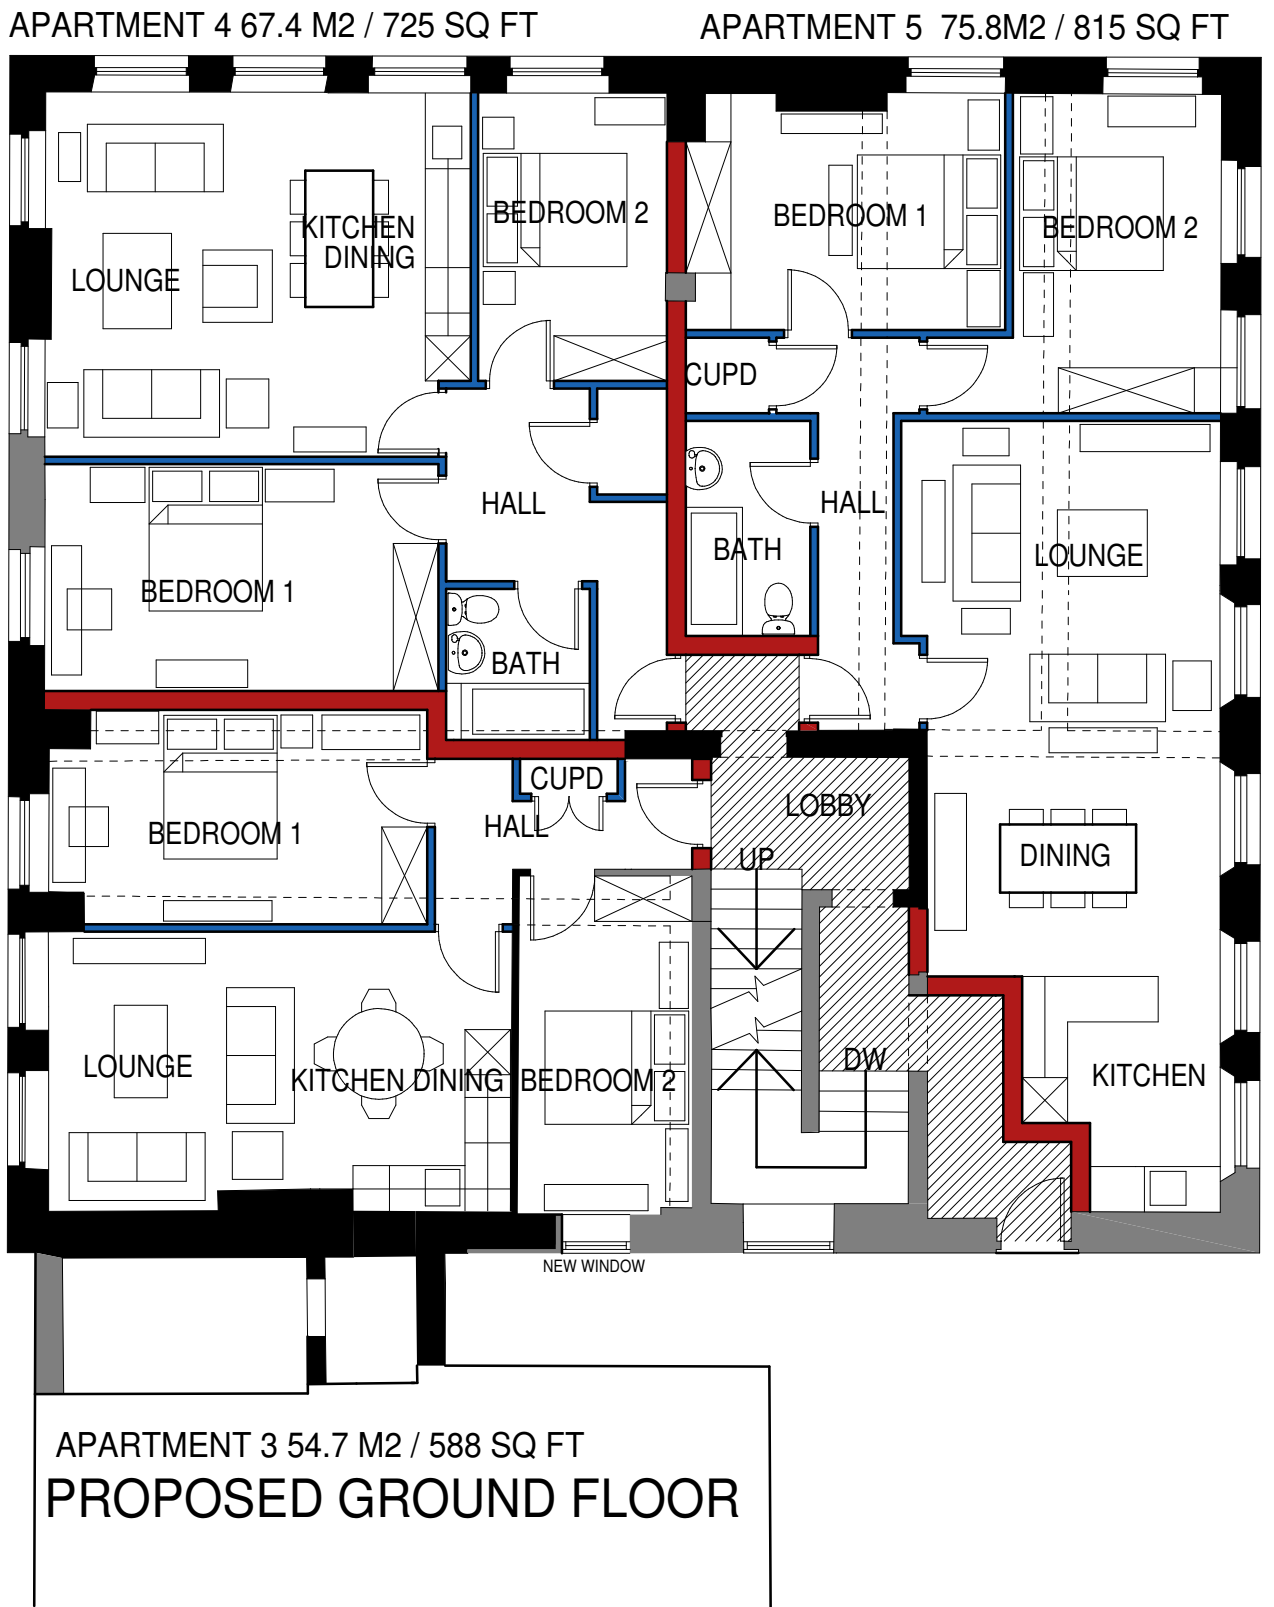 APARTMENT 4 67.4 M2 / 725 SQ FT
APARTMENT 5 75.8M2 / 815 SQ FT
KITCHEN
DINING
LOUNGE
BEDROOM 2
BEDROOM 1
BEDROOM 2
CUPD
HALL
HALL
BATH
LOUNGE
BEDROOM 1
BATH
CUPD
HALL
BEDROOM 1
LOBBY
UP
DINING
LOUNGE
KITCHEN DINING
BEDROOM 2
DW
KITCHEN
NEW WINDOW
APARTMENT 3 54.7 M2 / 588 SQ FT
PROPOSED GROUND FLOOR